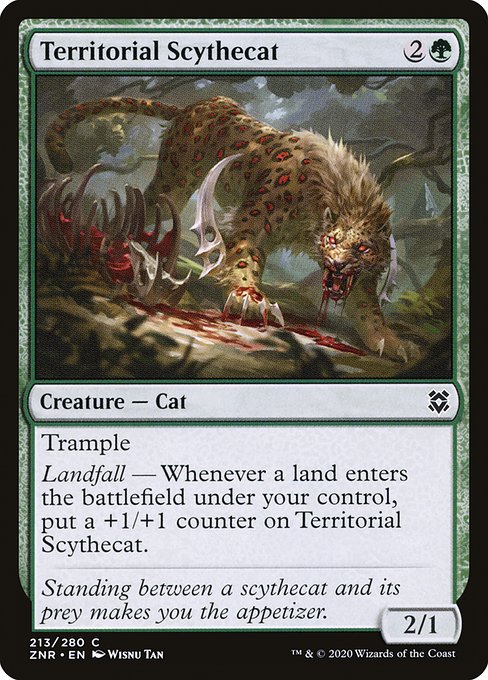 Territorial Scythecat 2
Creature — Cat
Trample
Landfall — Whenever a land enters
the battlefield under your control,
put a +1/+1 counter on Territorial
Scythecat.
Standing between a scythecat and its
prey makes you the appetizer.
2/1
213/280 C
ZNR • EN Wisnu Tan
™ & © 2020 Wizards of the Coast